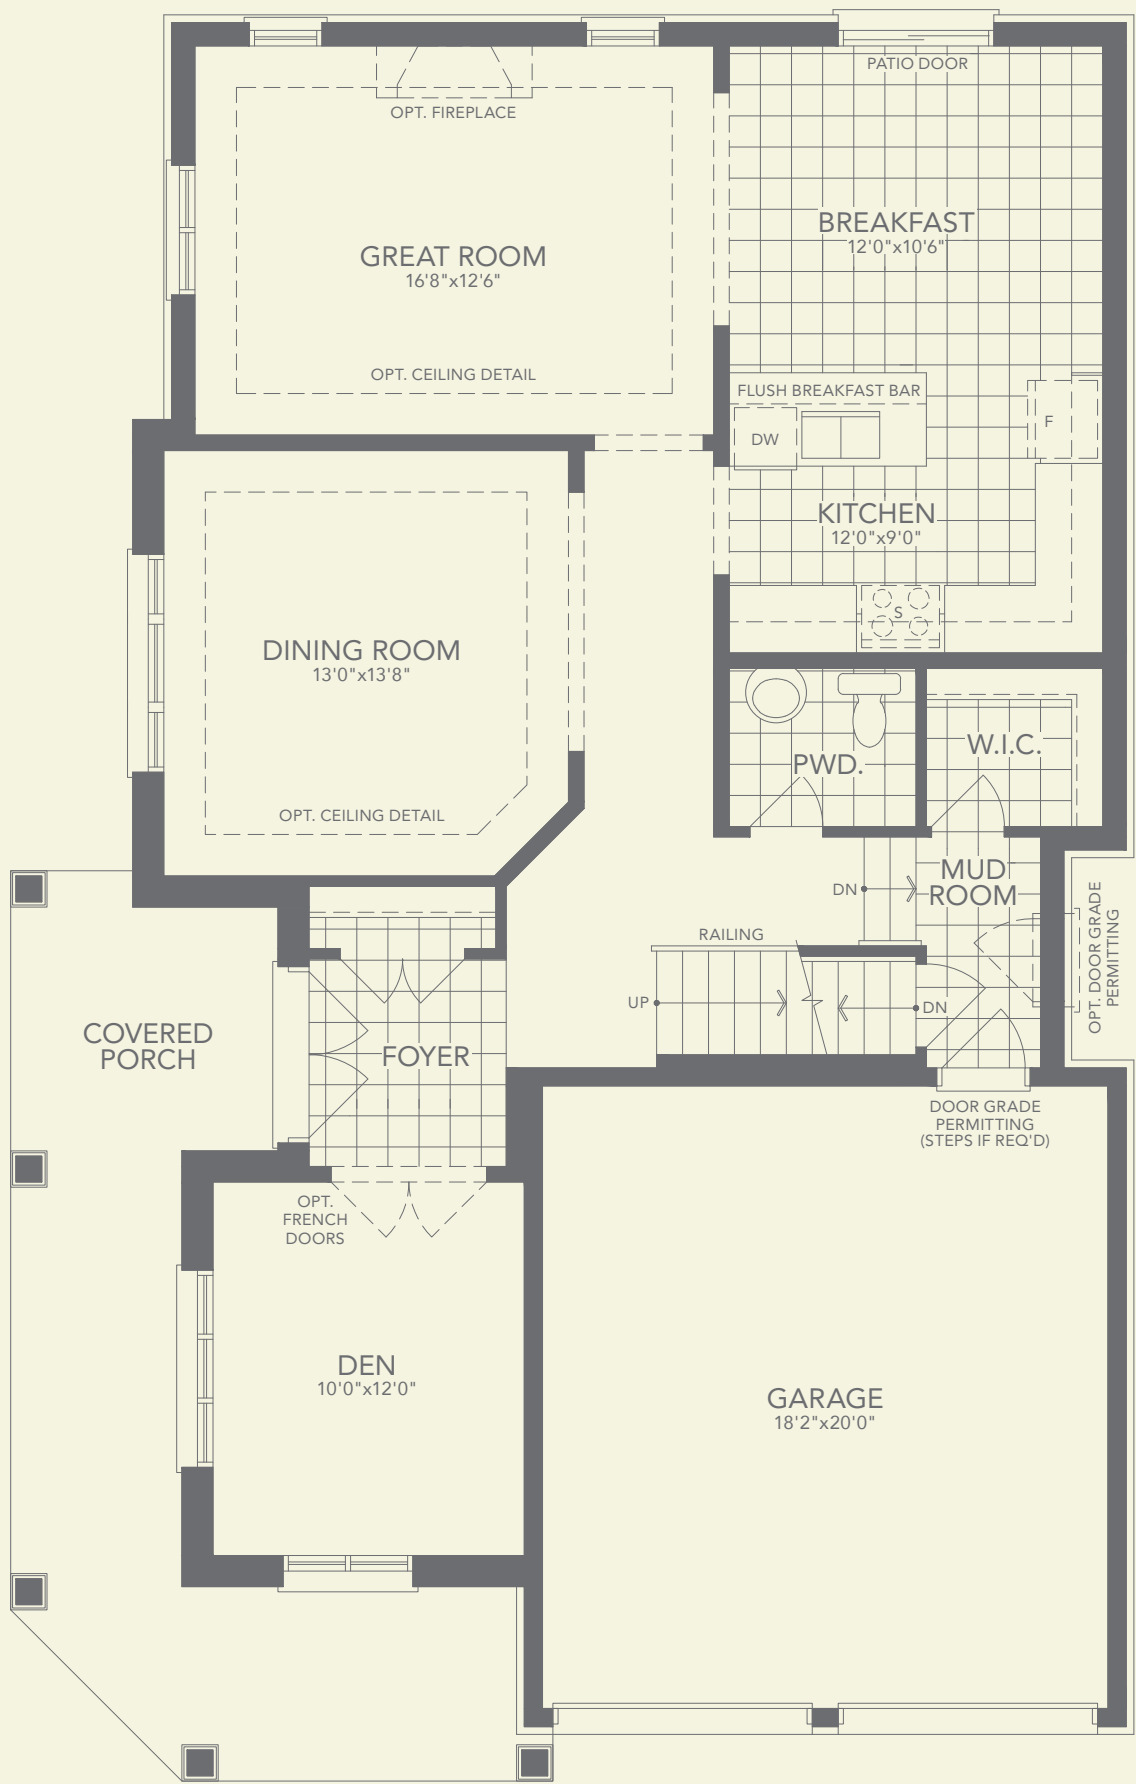 PATIO DOOR
OPT. FIREPLACE
BREAKFAST
12'0"x10'6"
GREAT ROOM
16'8"x12'6"
OPT. CEILING DETAIL
FLUSH BREAKFAST BAR
DW
F
KITCHEN
12'0"x9'0"
S
DINING ROOM
13'0"x13'8"
OPT. CEILING DETAIL
PWD.
W.I.C.
MUD
ROOM
DN
RAILING
UP
DN
OPT. DOOR GRADE
PERMITTING
COVERED
PORCH
FOYER
DOOR GRADE
PERMITTING
(STEPS IF REQ'D)
OPT.
FRENCH
DOORS
DEN
10'0"x12'0"
GARAGE
18'2"x20'0"